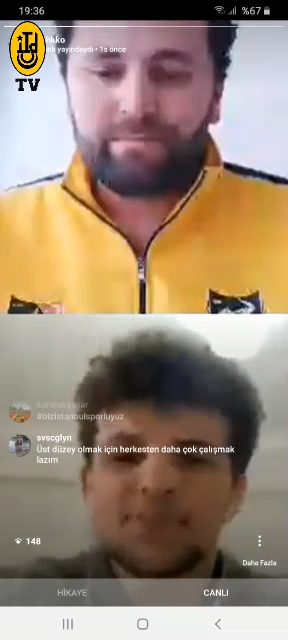 19:36
%67
TV
1s önce
#bizistanbulsporluyuz
svscglyn
Üst düzey olmak için herkesten daha çok çalışmak
lazım
148
Daha Fazla
HİKAYE
CANLI